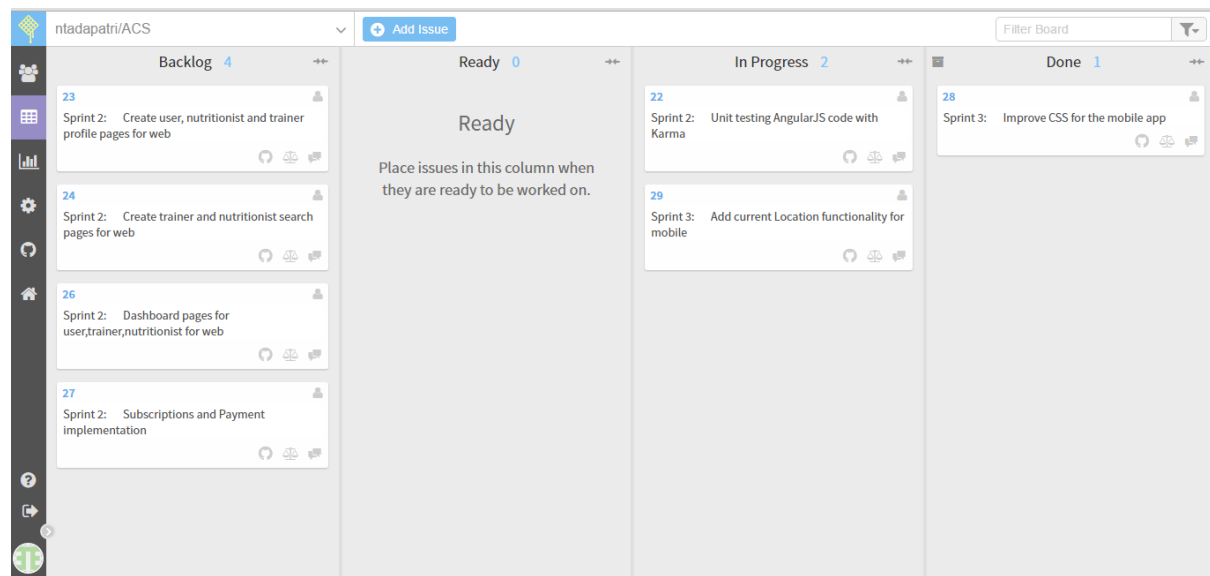 ntadapatri/ACS
Add Issue
Filter Board
Backlog 4
23
Sprint 2: Create user, nutritionist and trainer
profile pages for web
24
Sprint 2: Create trainer and nutritionist search
pages for web
26
Sprint 2: Dashboard pages for
user,trainer,nutritionist for web
27
Sprint 2: Subscriptions and Payment
implementation
Ready 0
Ready
Place issues in this column when
they are ready to be worked on.
In Progress 2
22
Sprint 2: Unit testing AngularJS code with
Karma
29
Sprint 3: Add current Location functionality for
mobile
Done 1
28
Sprint 3: Improve CSS for the mobile app